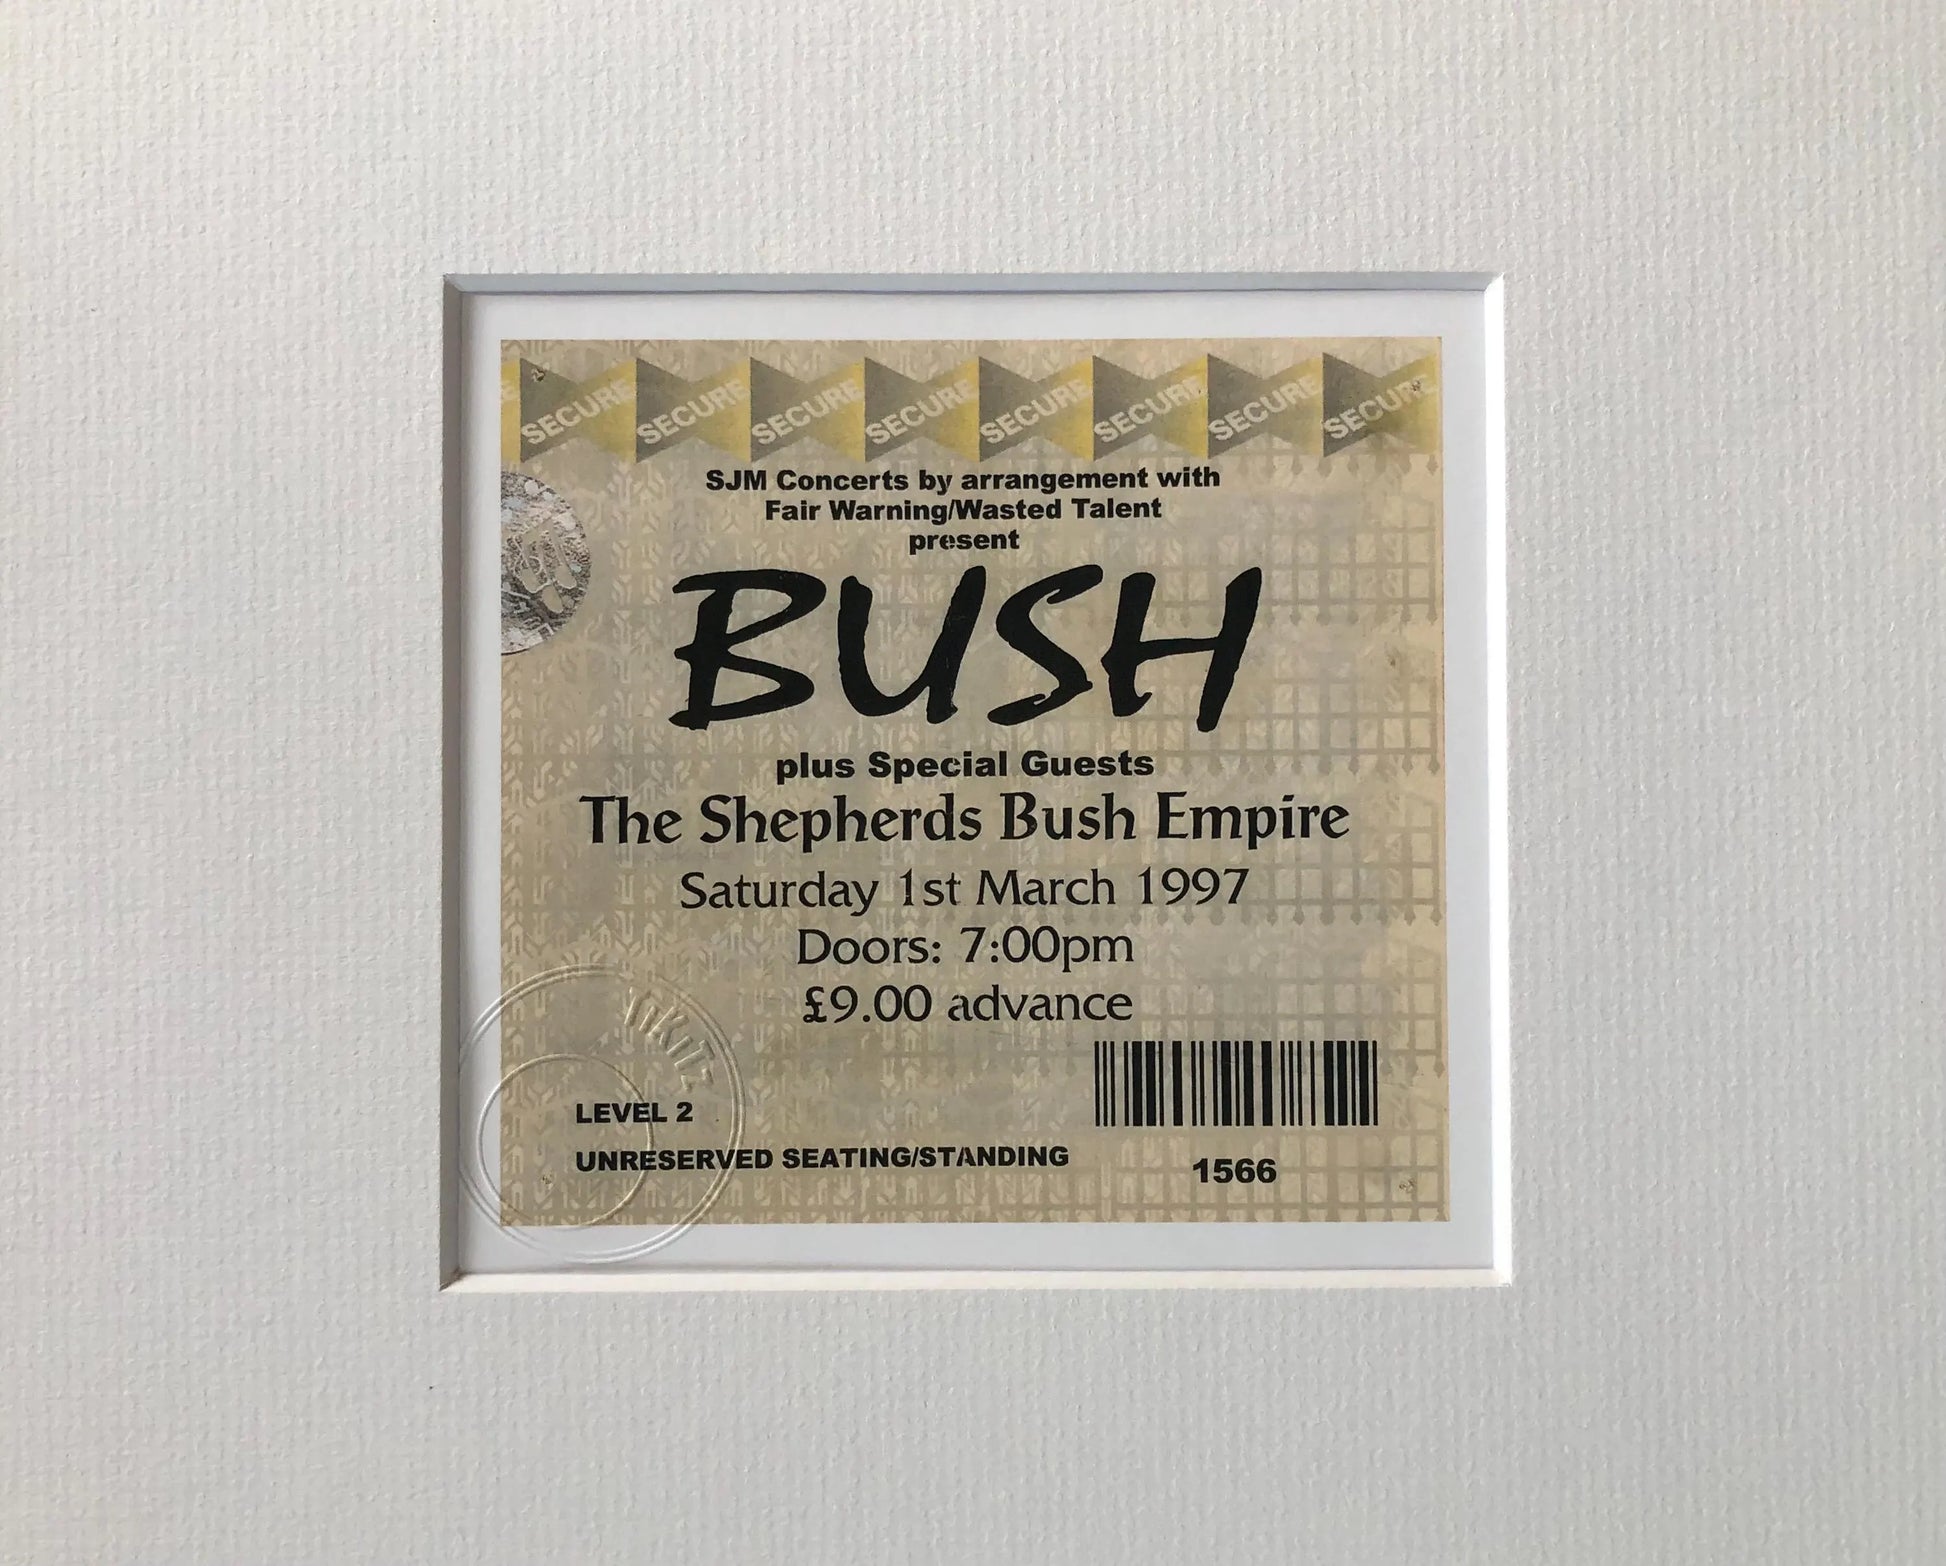 SECURE SECURE SECURE SECURE SECURE SECURE SECURE SECURE
SJM Concerts by arrangement with
Fair Warning/Wasted Talent
present
BUSH
plus Special Guests
The Shepherds Bush Empire
Saturday 1st March 1997
Doors: 7:00pm
£9.00 advance
TiKiTz
LEVEL 2
UNRESERVED SEATING/STANDING
1566